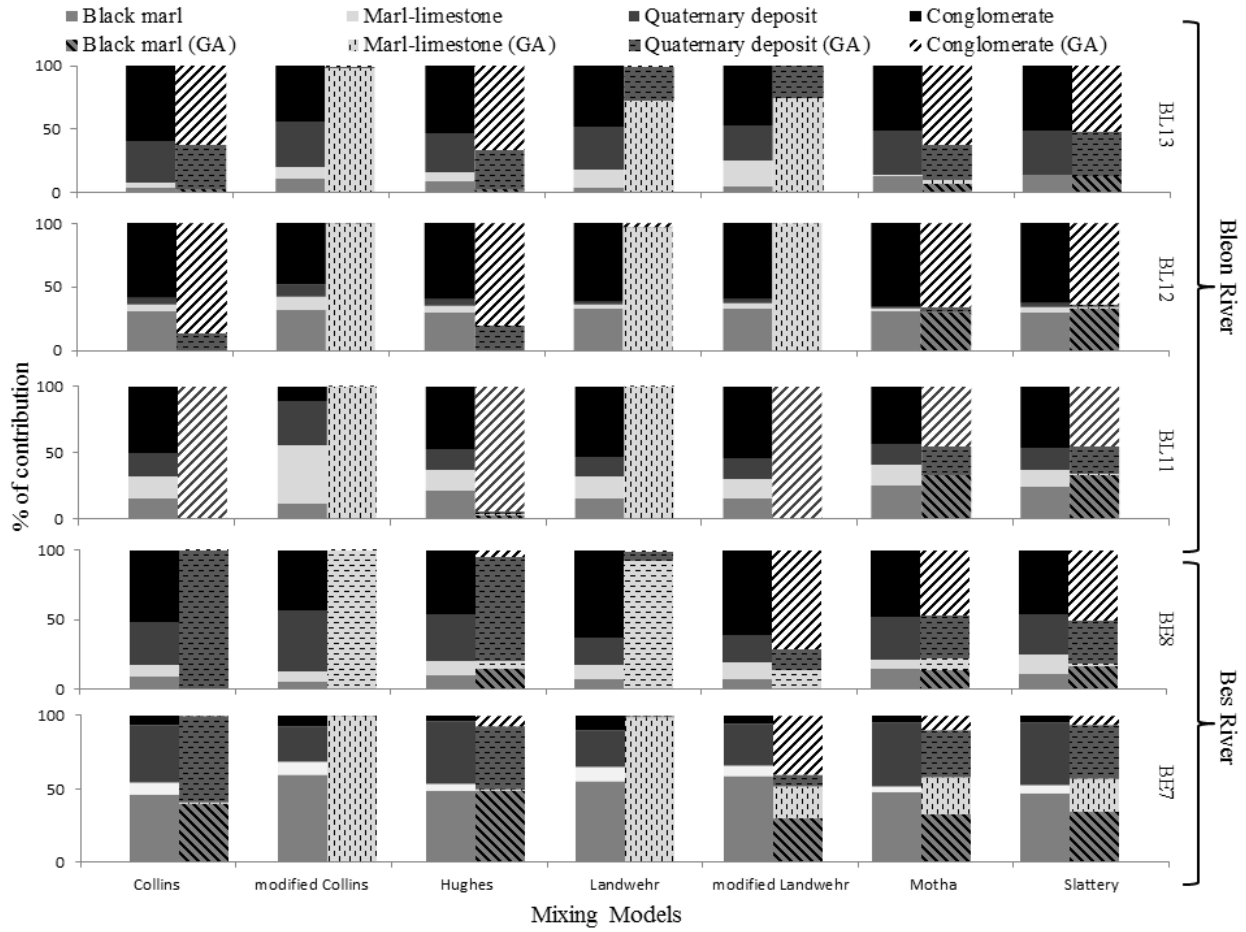 Black marl Marl-limestone Quaternary deposit Conglomerate
Black marl (GA) Marl-limestone (GA) Quaternary deposit (GA) Conglomerate (GA)
100
50
0
BL13
100
50
0
BL12
Bleon River
100
50
0
BL11
% of contribution
100
50
0
BE8
Bes River
100
50
0
BE7
Collins modified Collins Hughes Landwehr modified Landwehr Motha Slattery
Mixing Models